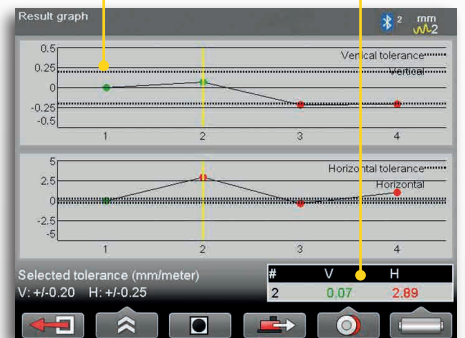 Result graph
2 mm
2
0.5
Vertical tolerance
0.25
Vertical
0
-0.25
-0.5
1 2 3 4
5
Horizontal tolerance
2.5
Horizontal
0
-2.5
-5
1 2 3 4
Selected tolerance (mm/meter)
V: +/-0.20 H: +/-0.25
# V H
2 0.07 2.89